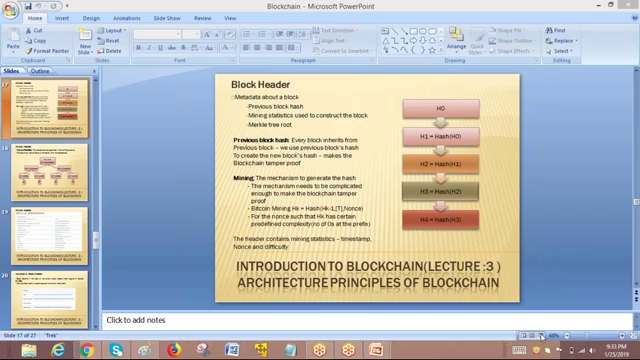 Blockchain - Microsoft PowerPoint
Home
Insert
Design
Animations
Slide Show
Review
View
Cut
Copy
Format Painter
Paste
Clipboard
New Slide
Layout
Reset
Delete
Slides
Font
Paragraph
Text Direction
Align Text
Convert to SmartArt
Arrange
Quick Styles
Shape Fill
Shape Outline
Shape Effects
Drawing
Find
Replace
Select
Editing
Slides
Outline
17
18
19
20
Block Header
Metadata about a block
-Previous block hash
-Mining statistics used to construct the block
-Merkle tree root
Previous block hash: Every block inherits from
Previous block – we use previous block's hash
To create the new block's hash – makes the
Blockchain tamper proof
Mining: The mechanism to generate the hash
- The mechanism needs to be complicated
enough to make the blockchain tamper
proof
- Bitcoin Mining Hk = Hash(Hk-1,[T],Nonce)
- For the nonce such that Hk has certain
predefined complexity(no of 0s at the prefix)
The header contains mining statistics – timestamp,
Nonce and difficulty
H0
H1 = Hash(H0)
H2 = Hash(H1)
H3 = Hash(H2)
H4 = Hash(H3)
INTRODUCTION TO BLOCKCHAIN(LECTURE :3 )
ARCHITECTURE PRINCIPLES OF BLOCKCHAIN
Click to add notes
Slide 17 of 27
"Trek"
9:33 PM
1/25/2019